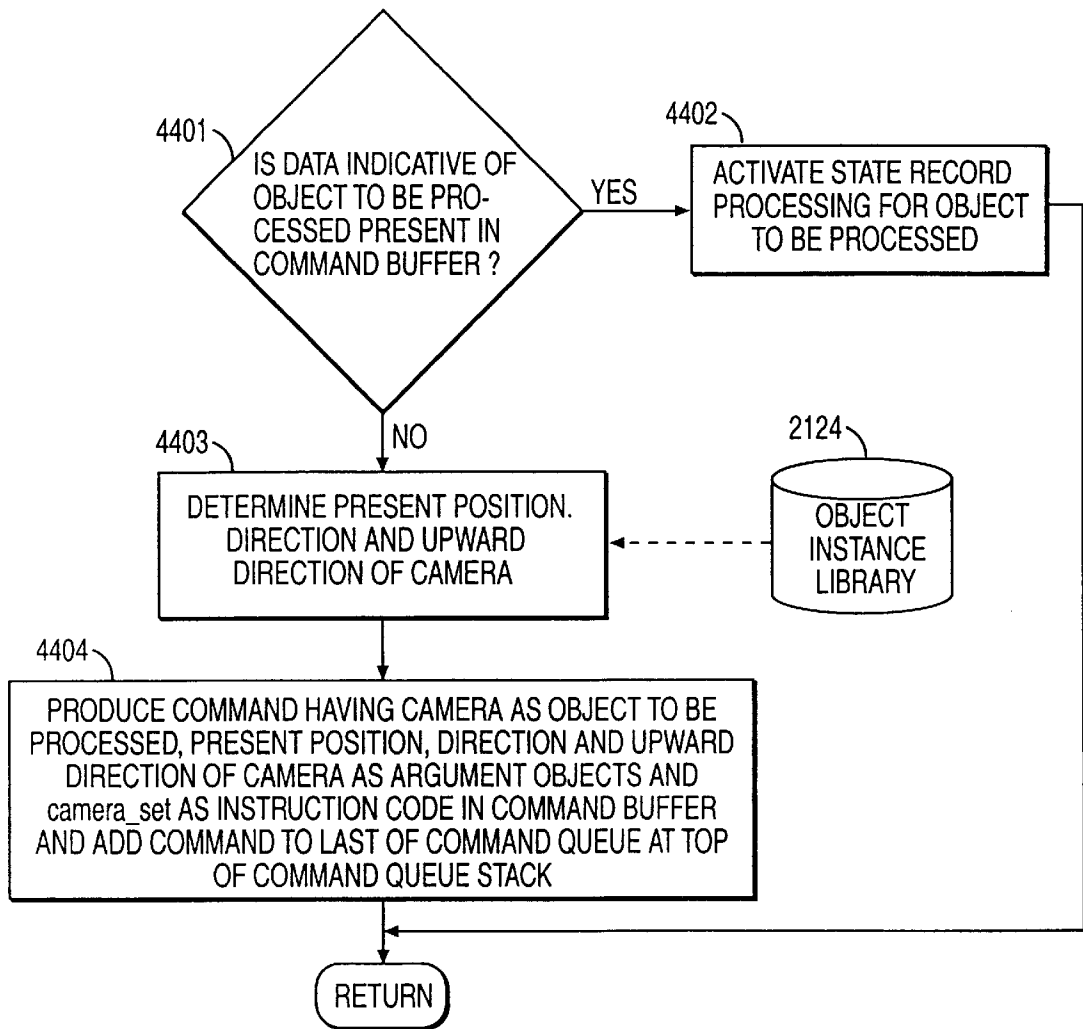 4401
IS DATA INDICATIVE OF
OBJECT TO BE PRO-
CESSED PRESENT IN
COMMAND BUFFER ?
YES
4402
ACTIVATE STATE RECORD
PROCESSING FOR OBJECT
TO BE PROCESSED
NO
4403
DETERMINE PRESENT POSITION.
DIRECTION AND UPWARD
DIRECTION OF CAMERA
2124
OBJECT
INSTANCE
LIBRARY
4404
PRODUCE COMMAND HAVING CAMERA AS OBJECT TO BE
PROCESSED, PRESENT POSITION, DIRECTION AND UPWARD
DIRECTION OF CAMERA AS ARGUMENT OBJECTS AND
camera_set AS INSTRUCTION CODE IN COMMAND BUFFER
AND ADD COMMAND TO LAST OF COMMAND QUEUE AT TOP
OF COMMAND QUEUE STACK
RETURN